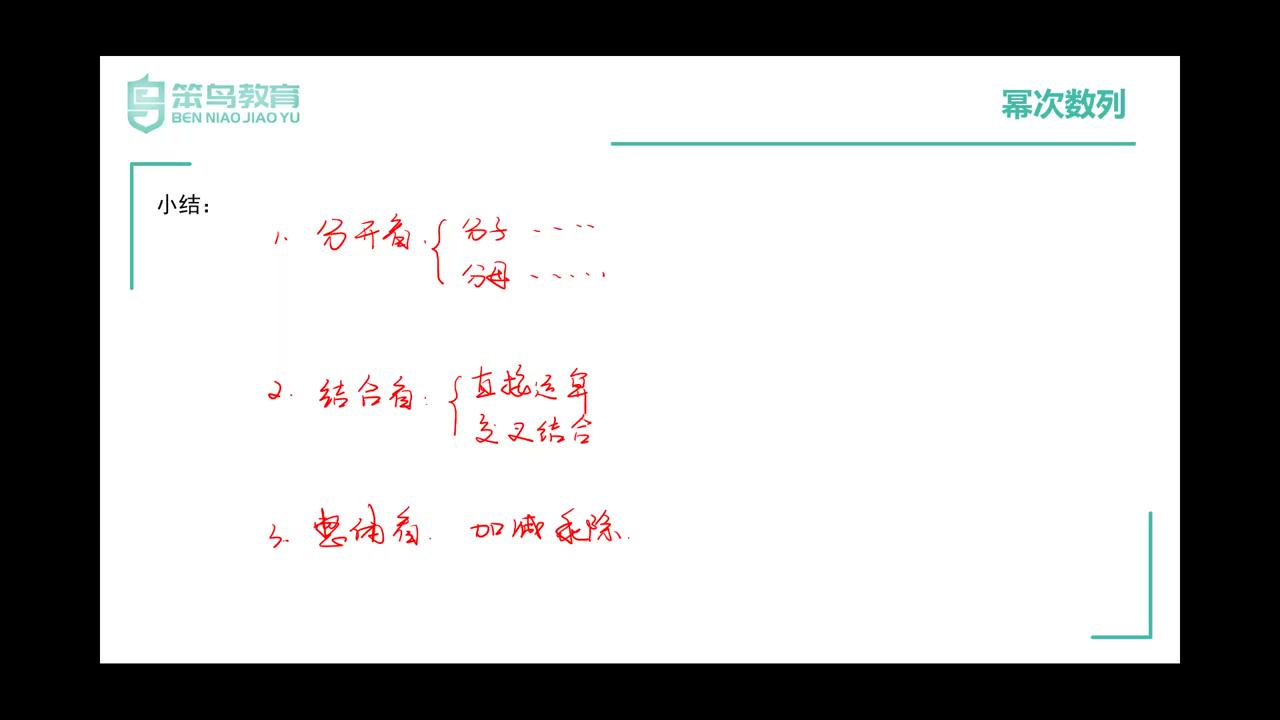 笨鸟教育
BEN NIAO JIAO YU
幂次数列
小结：
1. 分开看. { 分子 ----
分母 -----
2. 结合看: { 直接运算
交叉结合
3. 整体看. 加减乘除.